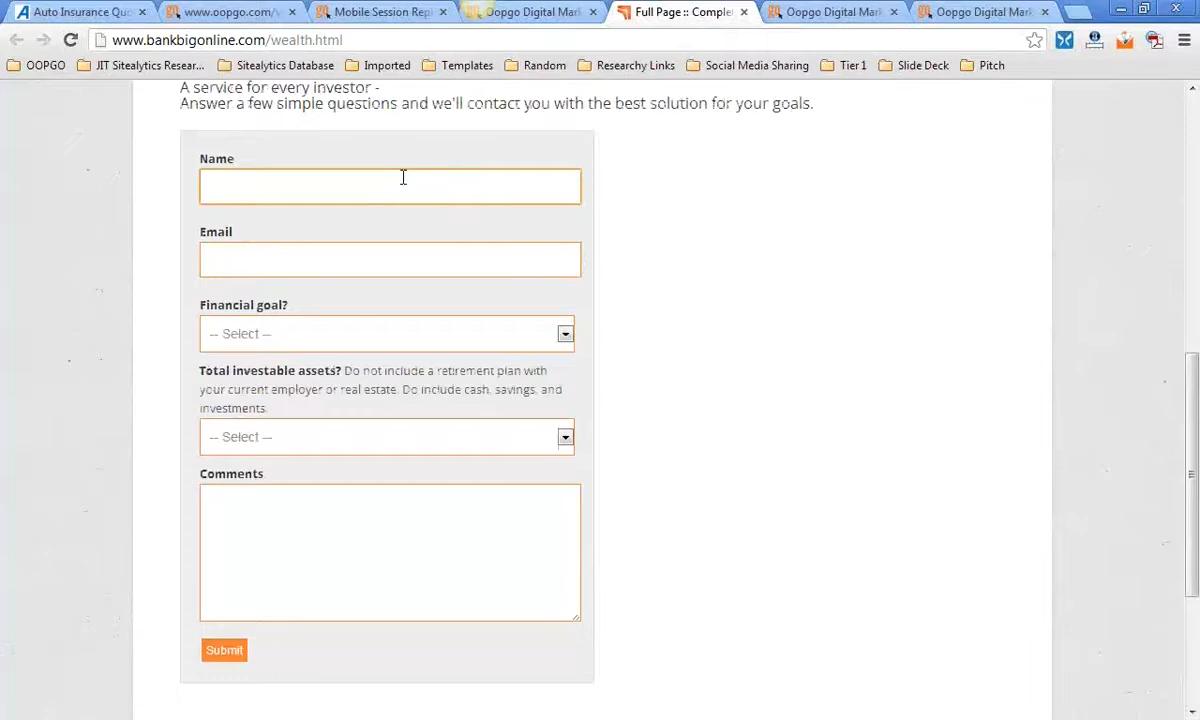 Auto Insurance Quo
www.oopgo.com/v
Mobile Session Repl
Oopgo Digital Mark
Full Page :: Comple
Oopgo Digital Mark
Oopgo Digital Mark
www.bankbigonline.com/wealth.html
OOPGO
JIT Sitealytics Resear...
Sitealytics Database
Imported
Templates
Random
Researchy Links
Social Media Sharing
Tier 1
Slide Deck
Pitch
A service for every investor -
Answer a few simple questions and we'll contact you with the best solution for your goals.
Name
Email
Financial goal?
-- Select --
Total investable assets? Do not include a retirement plan with
your current employer or real estate. Do include cash, savings, and
investments.
-- Select --
Comments
Submit